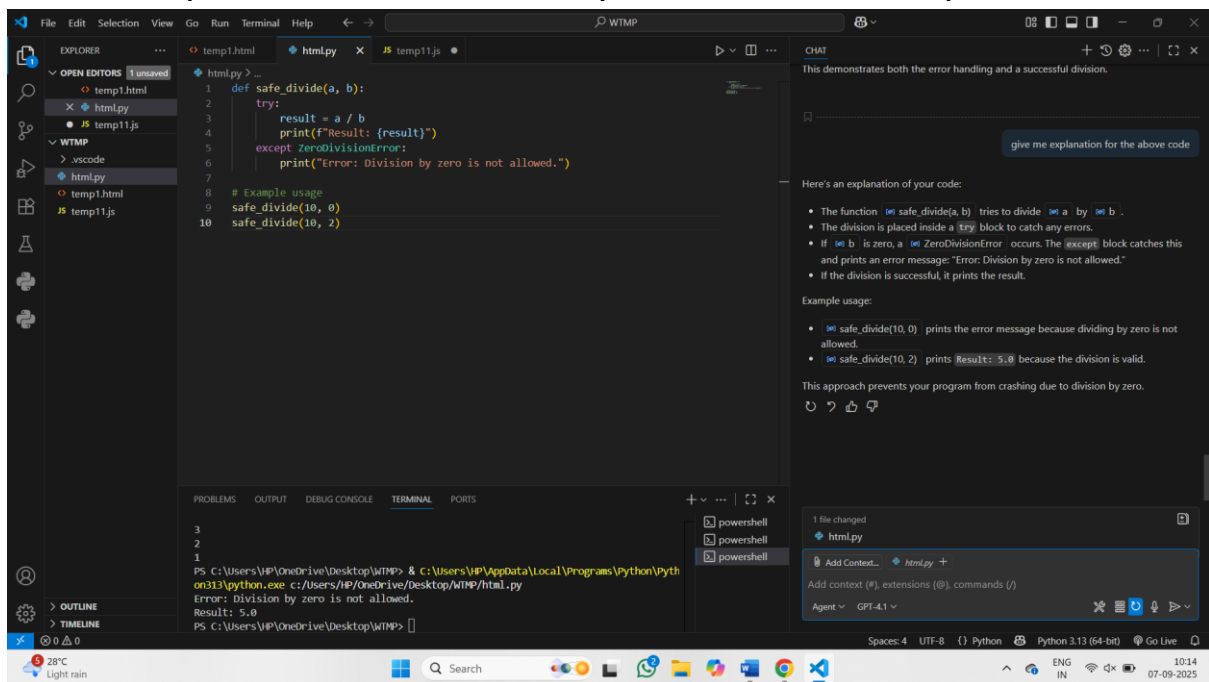 File Edit Selection View Go Run Terminal Help
WTMP
EXPLORER
OPEN EDITORS 1 unsaved
temp1.html
html.py
JS temp11.js
WTMP
.vscode
html.py
temp1.html
JS temp11.js
OUTLINE
TIMELINE
temp1.html html.py JS temp11.js
html.py > ...
1 def safe_divide(a, b):
2 try:
3 result = a / b
4 print(f"Result: {result}")
5 except ZeroDivisionError:
6 print("Error: Division by zero is not allowed.")
7
8 # Example usage
9 safe_divide(10, 0)
10 safe_divide(10, 2)
PROBLEMS OUTPUT DEBUG CONSOLE TERMINAL PORTS
3
2
1
PS C:\Users\HP\OneDrive\Desktop\WTMP> & C:\Users\HP\AppData\Local\Programs\Python\Pyth
on313\python.exe c:/Users/HP/OneDrive/Desktop/WTMP/html.py
Error: Division by zero is not allowed.
Result: 5.0
PS C:\Users\HP\OneDrive\Desktop\WTMP>
powershell
powershell
powershell
CHAT
This demonstrates both the error handling and a successful division.
give me explanation for the above code
Here's an explanation of your code:
• The function safe_divide(a, b) tries to divide a by b .
• The division is placed inside a try block to catch any errors.
• If b is zero, a ZeroDivisionError occurs. The except block catches this
and prints an error message: "Error: Division by zero is not allowed."
• If the division is successful, it prints the result.
Example usage:
• safe_divide(10, 0) prints the error message because dividing by zero is not
allowed.
• safe_divide(10, 2) prints Result: 5.0 because the division is valid.
This approach prevents your program from crashing due to division by zero.
1 file changed
html.py
Add Context... html.py +
Add context (#), extensions (@), commands (/)
Agent GPT-4.1
0 0
Spaces: 4 UTF-8 {} Python Python 3.13 (64-bit) Go Live
5
28°C
Light rain
Search
2
ENG
IN
10:14
07-09-2025